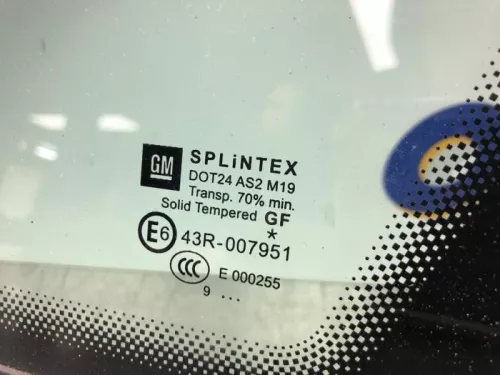 GM SPLiNTEX
DOT24 AS2 M19
Transp. 70% min.
Solid Tempered GF
*
E6 43R-007951
CCC E 000255
9 ...